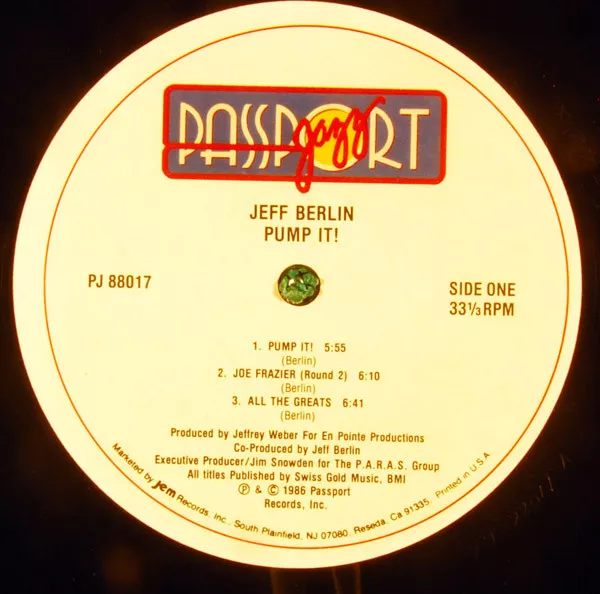 PASSPORT
jazz
JEFF BERLIN
PUMP IT!
PJ 88017
SIDE ONE
33⅓ RPM
1. PUMP IT! 5:55
(Berlin)
2. JOE FRAZIER (Round 2) 6:10
(Berlin)
3. ALL THE GREATS 6:41
(Berlin)
Produced by Jeffrey Weber For En Pointe Productions
Co-Produced by Jeff Berlin
Executive Producer/Jim Snowden for The P.A.R.A.S. Group
All titles Published by Swiss Gold Music, BMI
℗ & © 1986 Passport
Records, Inc.
Marketed by jem Records, Inc., South Plainfield, NJ 07080, Reseda, Ca 91335, Printed in U.S.A.